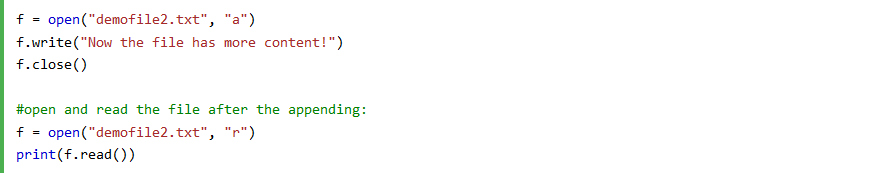 f = open("demofile2.txt", "a")
f.write("Now the file has more content!")
f.close()
#open and read the file after the appending:
f = open("demofile2.txt", "r")
print(f.read())